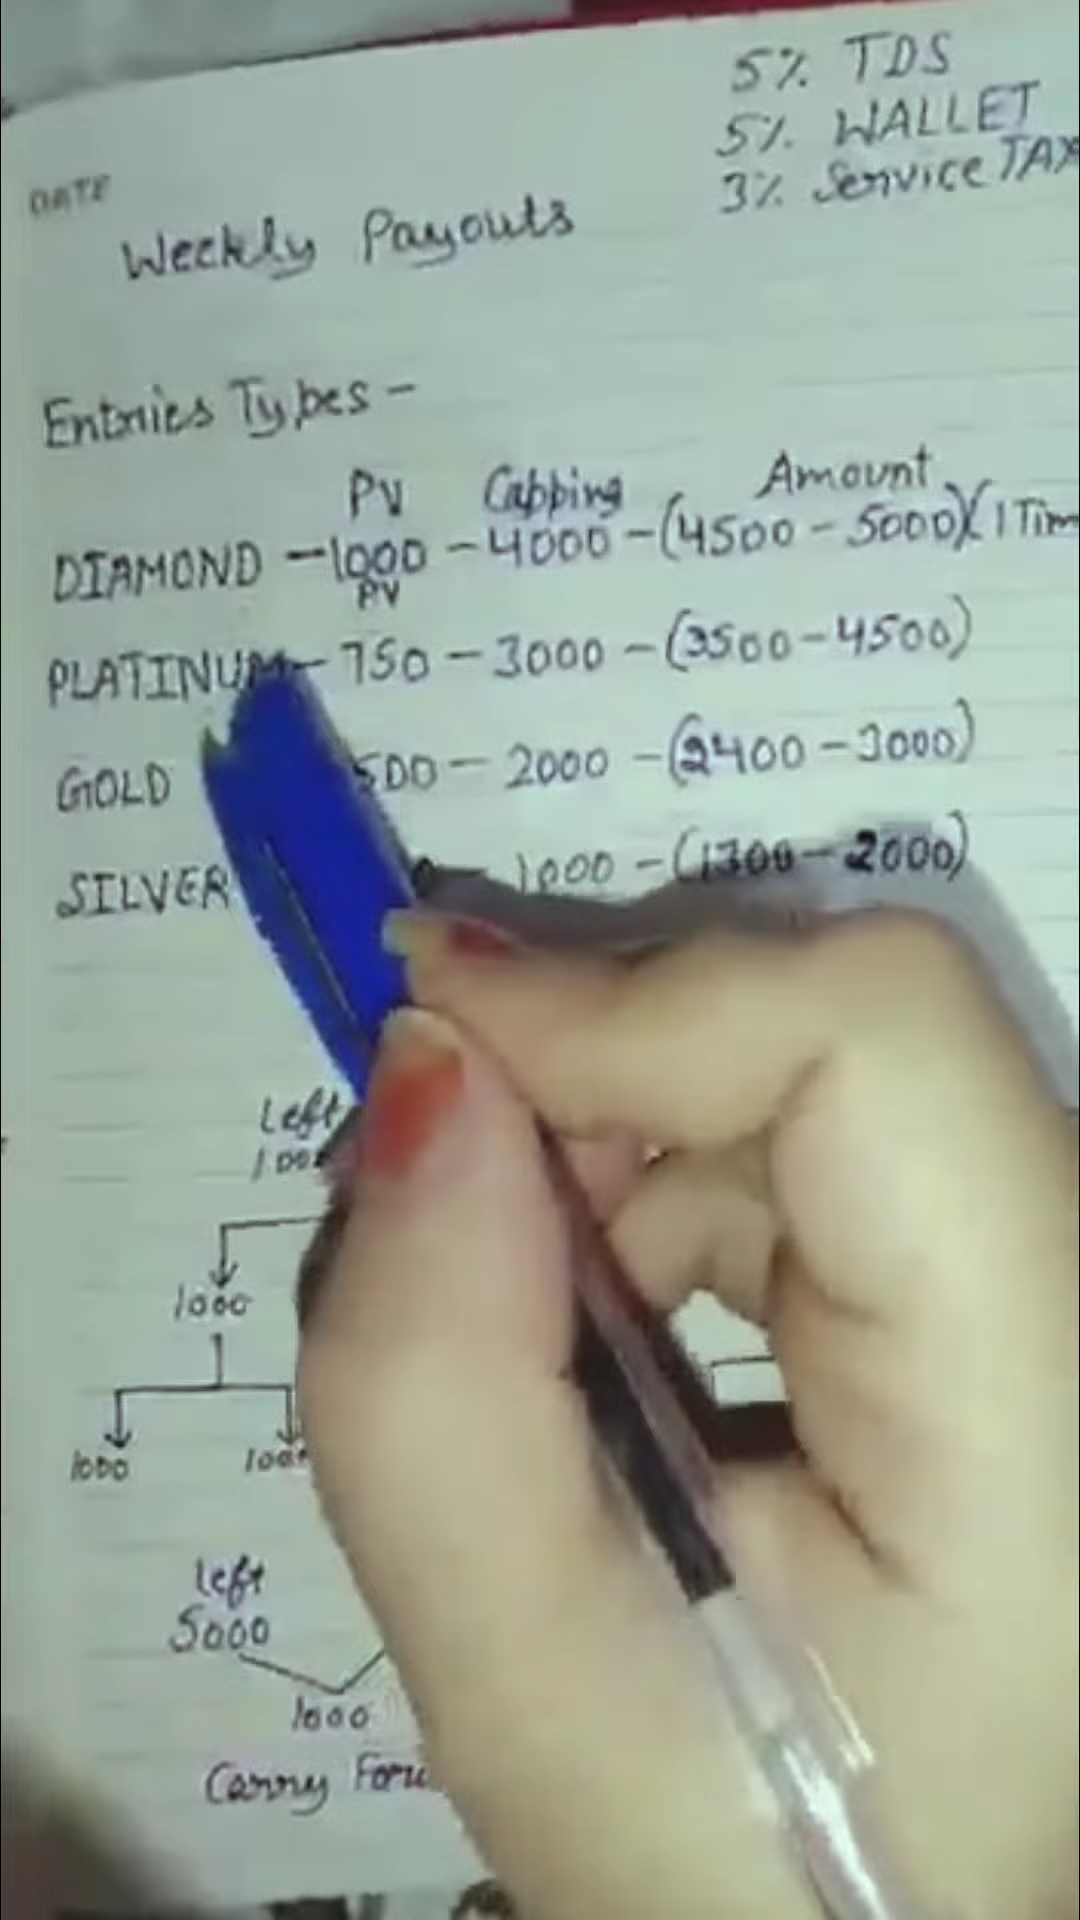 5% TDS
5% WALLET
3% Service TAX
DATE
Weekly Payouts
Entries Types -
PV Capping Amount
DIAMOND - 1000 - 4000 - (4500 - 5000) (1 Tim
PV
PLATINUM - 750 - 3000 - (3500 - 4500)
GOLD 500 - 2000 - (2400 - 3000)
SILVER - 1000 - (1300 - 2000)
Left
1000
1000
1000
Left
5000
1000
Carry